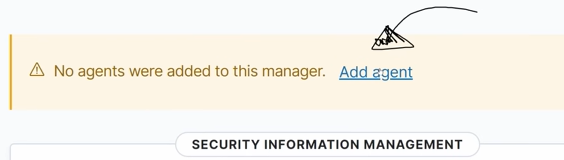 No agents were added to this manager. Add agent
SECURITY INFORMATION MANAGEMENT